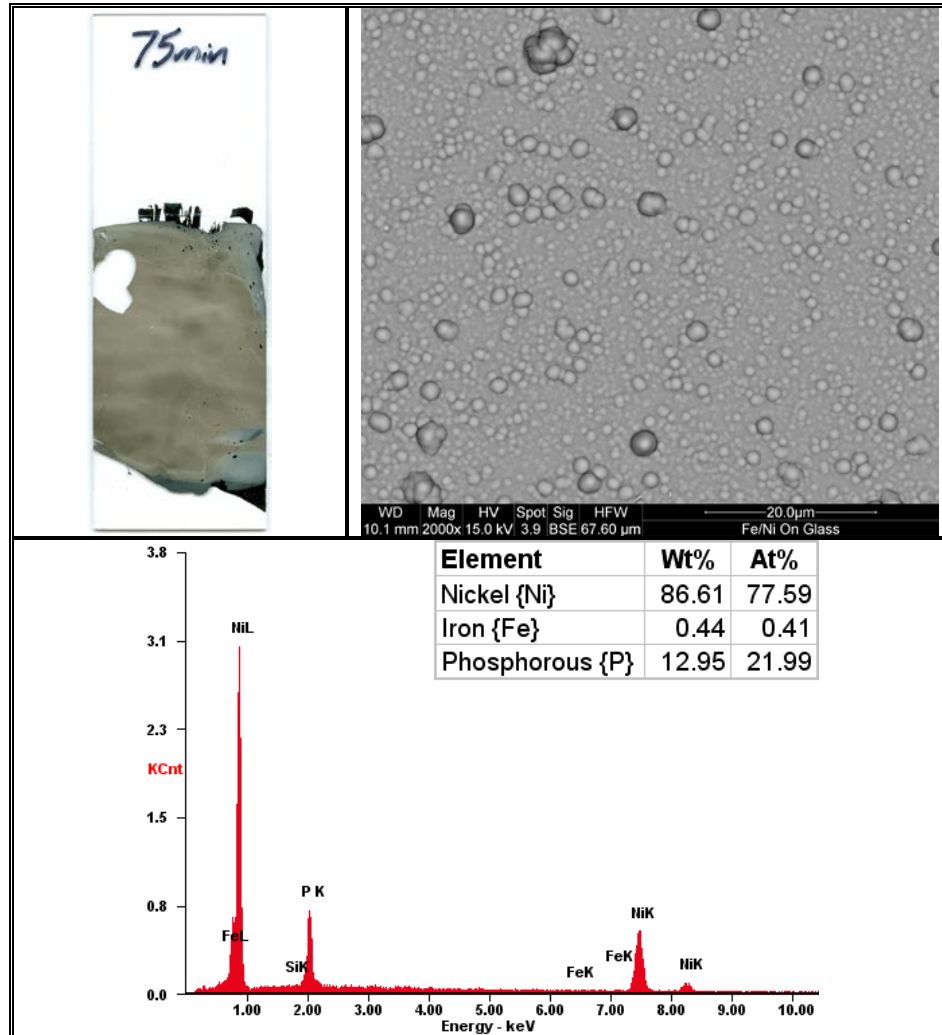 75min
WD Mag HV Spot Sig HFW 20.0µm
10.1 mm 2000x 15.0 kV 3.9 BSE 67.60 µm Fe/Ni On Glass
Element Wt% At%
Nickel {Ni} 86.61 77.59
Iron {Fe} 0.44 0.41
Phosphorous {P} 12.95 21.99
3.8
3.1
2.3
KCnt
1.5
0.8
0.0
NiL
FeL
SiK
P K
FeK
FeK
NiK
NiK
1.00 2.00 3.00 4.00 5.00 6.00 7.00 8.00 9.00 10.00
Energy - keV